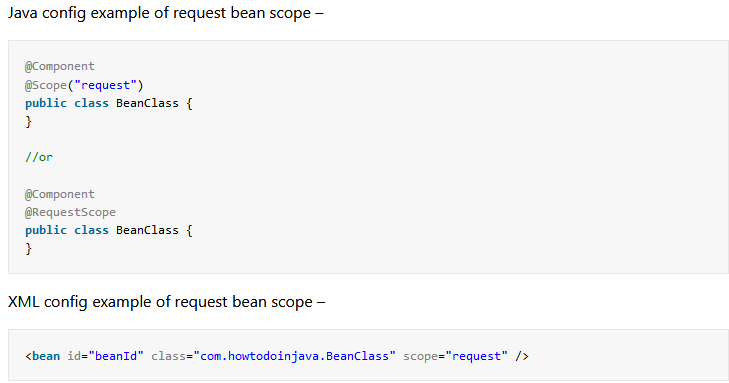 Java config example of request bean scope –
@Component
@Scope("request")
public class BeanClass {
}
//or
@Component
@RequestScope
public class BeanClass {
}
XML config example of request bean scope –
<bean id="beanId" class="com.howtodoinjava.BeanClass" scope="request" />